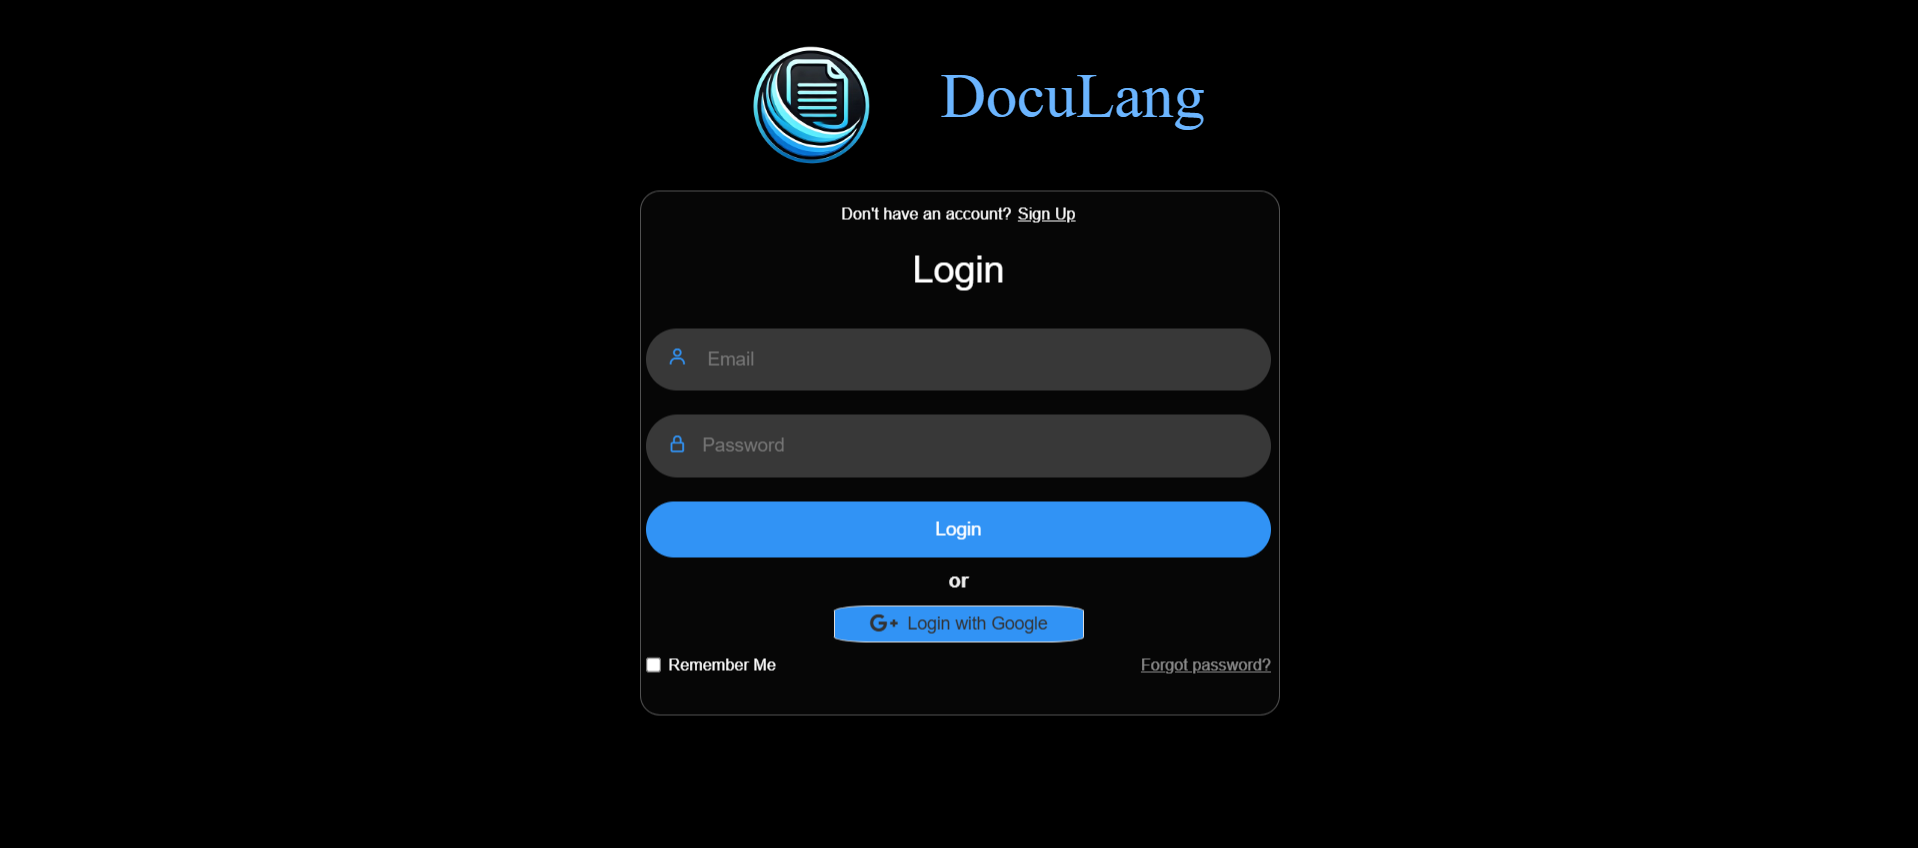 DocuLang
Don't have an account? Sign Up
Login
Email
Password
Login
or
G+ Login with Google
Remember Me
Forgot password?